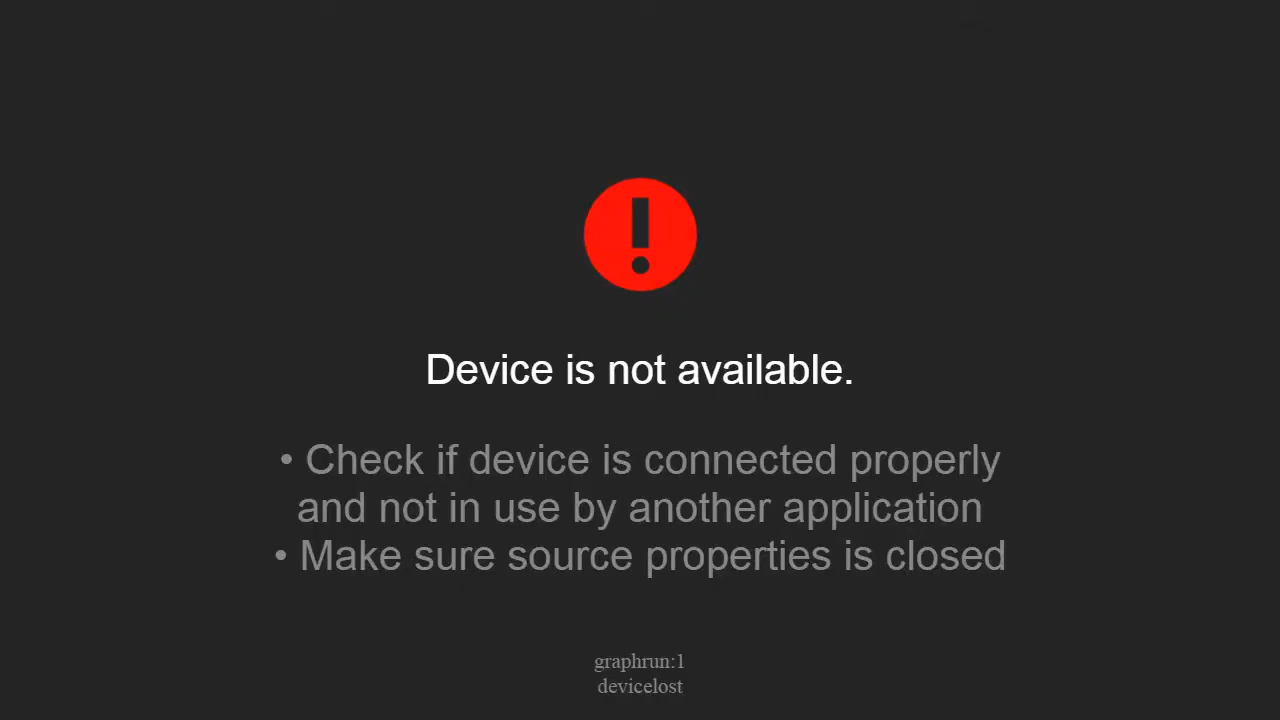 Device is not available.
• Check if device is connected properly
and not in use by another application
• Make sure source properties is closed
graphrun:1
devicelost